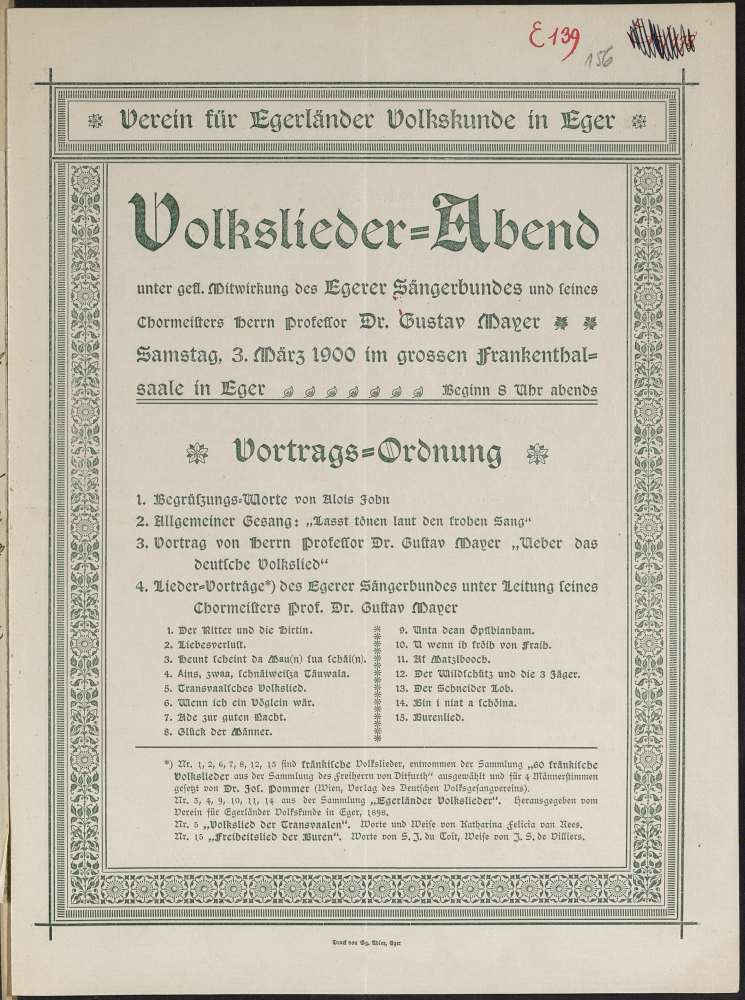 E 139
156
Verein für Egerländer Volkskunde in Eger
Volkslieder=Abend
unter gefl. Mitwirkung des Egerer Sängerbundes und seines
Chormeisters Herrn Professor Dr. Gustav Mayer
Samstag, 3. März 1900 im grossen Frankenthal=
saale in Eger Beginn 8 Uhr abends
Vortrags=Ordnung
1. Begrüßungs=Worte von Alois John
2. Allgemeiner Gesang: „Lasst tönen laut den frohen Sang“
3. Vortrag von Herrn Professor Dr. Gustav Mayer „Ueber das
deutsche Volkslied“
4. Lieder=Vorträge*) des Egerer Sängerbundes unter Leitung seines
Chormeisters Prof. Dr. Gustav Mayer
1. Der Ritter und die Hirtin.
2. Liebesverlust.
3. Heunt scheint da Mau(n) sua schäi(n).
4. Ains, zwaa, schnäiweißa Täuwala.
5. Transvaalsches Volkslied.
6. Wenn ich ein Vöglein wär.
7. Ade zur guten Nacht.
8. Glück der Männer.
9. Unta dean Öpflbianbam.
10. U wenn ih fröih von Fraih.
11. Af Matzlbooch.
12. Der Wildschütz und die 3 Jäger.
13. Der Schneider Lob.
14. Bin i niat a schöina.
15. Burenlied.
*) Nr. 1, 2, 6, 7, 8, 12, 13 sind fränkische Volkslieder, entnommen der Sammlung „60 fränkische
Volkslieder aus der Sammlung des Freiherrn von Ditfurth“ ausgewählt und für 4 Männerstimmen
gesetzt von Dr. Jos. Pommer (Wien, Verlag des Deutschen Volksgesangvereins).
Nr. 3, 4, 9, 10, 11, 14 aus der Sammlung „Egerländer Volkslieder“. Herausgegeben vom
Verein für Egerländer Volkskunde in Eger, 1898.
Nr. 5 „Volkslied der Transvaalen“. Worte und Weise von Katharina Felicia van Rees.
Nr. 15 „Freiheitslied der Buren“. Worte von S. J. du Toit, Weise von J. S. de Villiers.
Druck von Gg. Adler, Eger